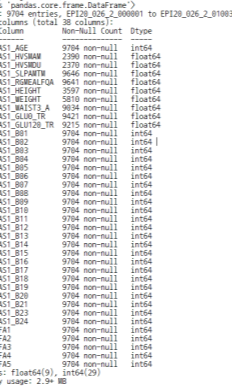 s 'pandas.core.frame.DataFrame'>
: 9704 entries, EPI20_026_2_000001 to EPI20_026_2_01003
columns (total 38 columns):
Column Non-Null Count Dtype
AS1_AGE 9704 non-null int64
AS1_HVSMAM 2390 non-null float64
AS1_HVSMDU 2370 non-null float64
AS1_SLPAMTM 9646 non-null float64
AS1_RGMEALFQA 9641 non-null float64
AS1_HEIGHT 3597 non-null float64
AS1_WEIGHT 5810 non-null float64
AS1_WAIST3_A 9034 non-null float64
AS1_GLU0_TR 9421 non-null float64
AS1_GLU120_TR 9215 non-null float64
AS1_B01 9704 non-null int64
AS1_B02 9704 non-null int64
AS1_B03 9704 non-null int64
AS1_B04 9704 non-null int64
AS1_B05 9704 non-null int64
AS1_B06 9704 non-null int64
AS1_B07 9704 non-null int64
AS1_B08 9704 non-null int64
AS1_B09 9704 non-null int64
AS1_B10 9704 non-null int64
AS1_B11 9704 non-null int64
AS1_B12 9704 non-null int64
AS1_B13 9704 non-null int64
AS1_B14 9704 non-null int64
AS1_B15 9704 non-null int64
AS1_B16 9704 non-null int64
AS1_B19 9704 non-null int64
AS1_B20 9704 non-null int64
AS1_B21 9704 non-null int64
AS1_B23 9704 non-null int64
AS1_B24 9704 non-null int64
FA1 9704 non-null int64
FA2 9704 non-null int64
FA3 9704 non-null int64
FA4 9704 non-null int64
FA5 9704 non-null int64
s: float64(9), int64(29)
y usage: 2.9+ MB